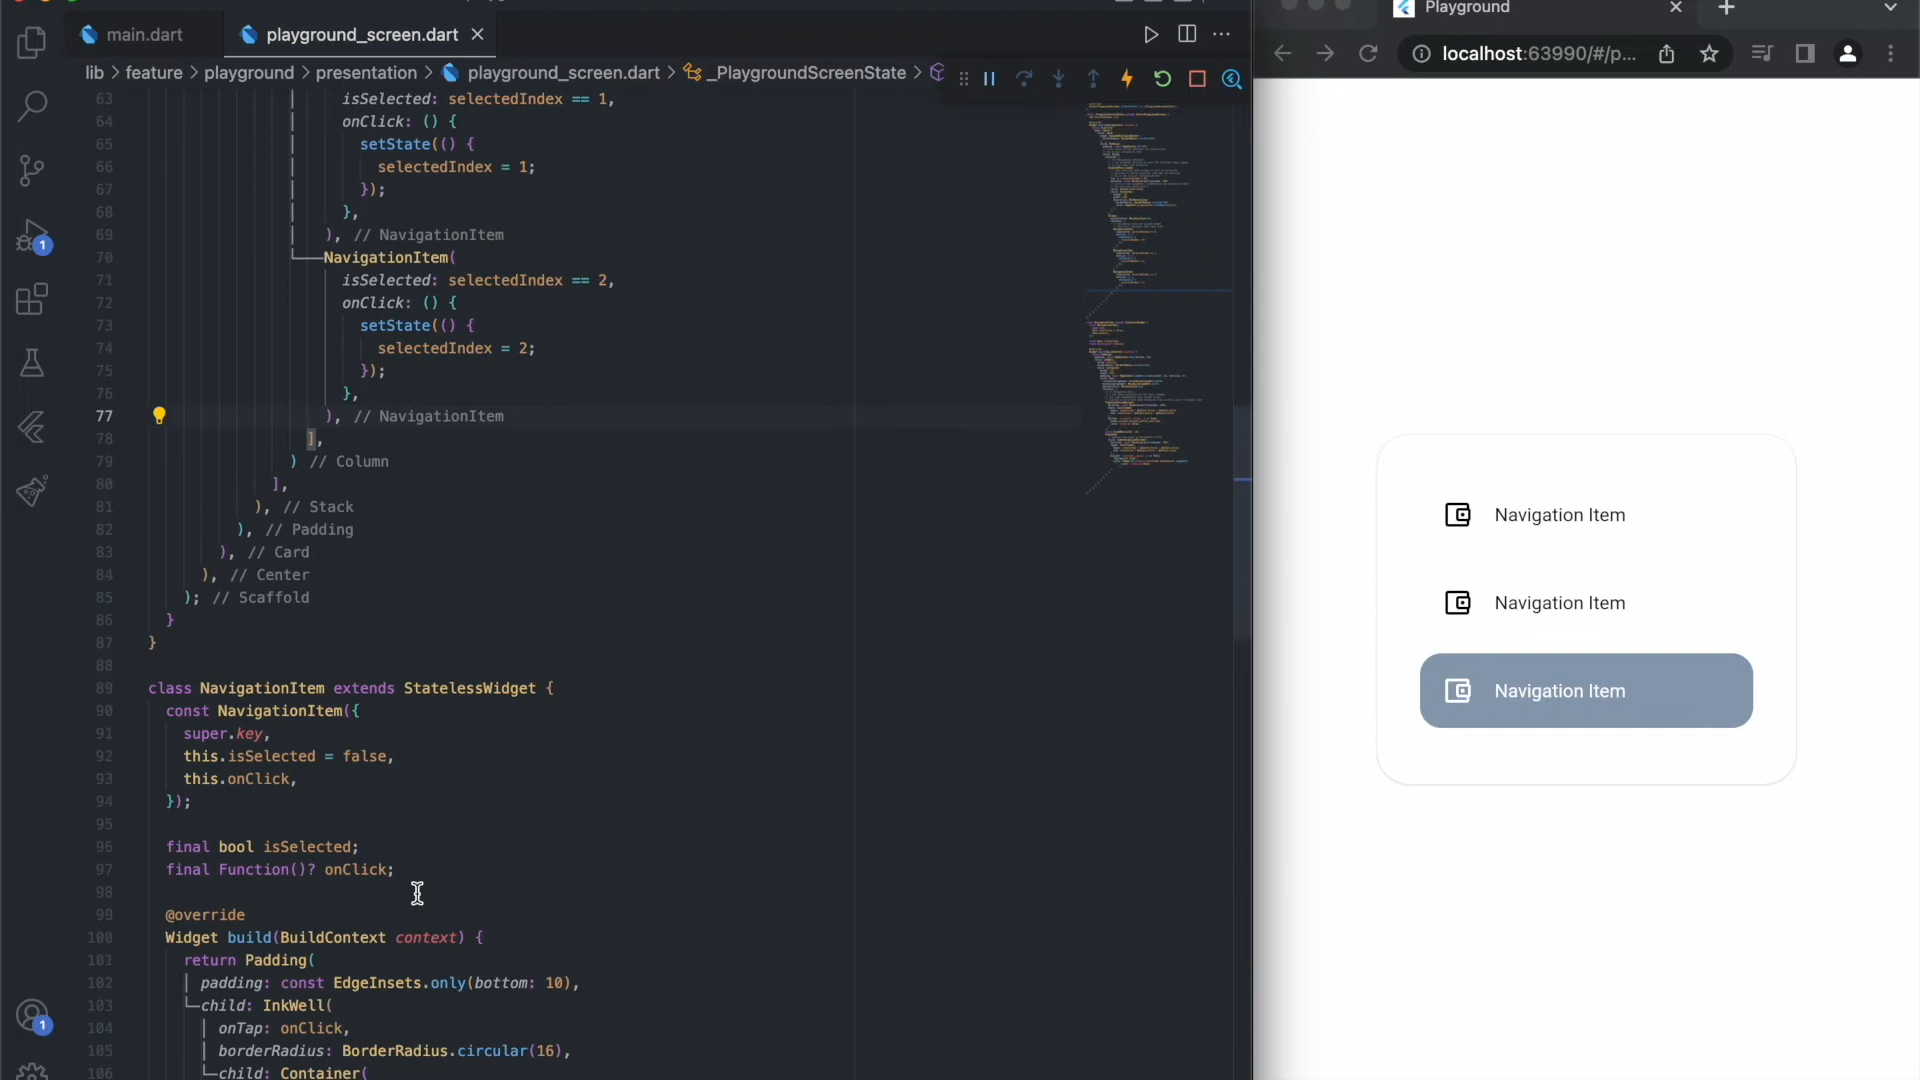 main.dart
playground_screen.dart
lib > feature > playground > presentation > playground_screen.dart > _PlaygroundScreenState >
63 isSelected: selectedIndex == 1,
64 onClick: () {
65 setState(() {
66 selectedIndex = 1;
67 });
68 },
69 ), // NavigationItem
70 NavigationItem(
71 isSelected: selectedIndex == 2,
72 onClick: () {
73 setState(() {
74 selectedIndex = 2;
75 });
76 },
77 ), // NavigationItem
78 ],
79 ) // Column
80 ],
81 ), // Stack
82 ), // Padding
83 ), // Card
84 ), // Center
85 ); // Scaffold
86 }
87 }
88
89 class NavigationItem extends StatelessWidget {
90 const NavigationItem({
91 super.key,
92 this.isSelected = false,
93 this.onClick,
94 });
95
96 final bool isSelected;
97 final Function()? onClick;
98
99 @override
100 Widget build(BuildContext context) {
101 return Padding(
102 padding: const EdgeInsets.only(bottom: 10),
103 child: InkWell(
104 onTap: onClick,
105 borderRadius: BorderRadius.circular(16),
106 child: Container(
1
1
Playground
localhost:63990/#/p...
Navigation Item
Navigation Item
Navigation Item